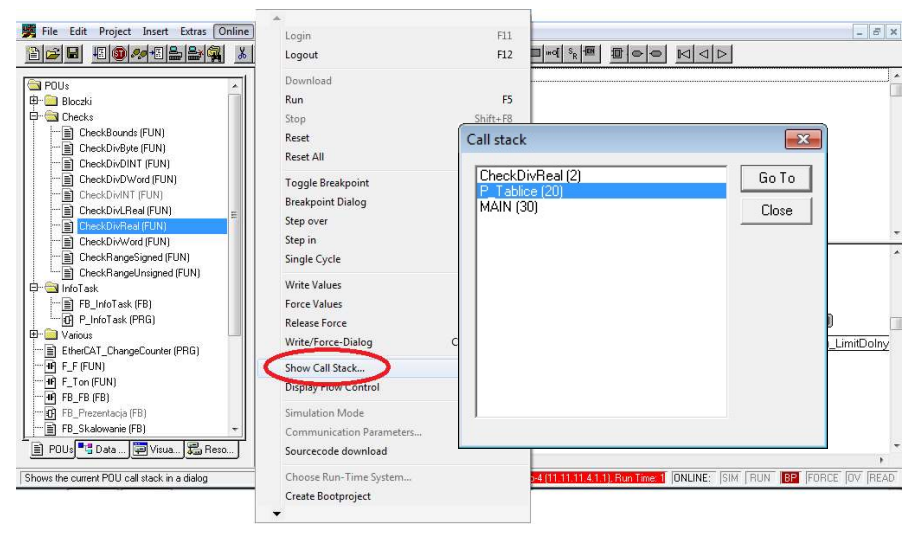 File Edit Project Insert Extras Online
POUs
Bloczki
Checks
CheckBounds (FUN)
CheckDivByte (FUN)
CheckDivDINT (FUN)
CheckDivDWord (FUN)
CheckDivINT (FUN)
CheckDivLReal (FUN)
CheckDivReal (FUN)
CheckDivWord (FUN)
CheckRangeSigned (FUN)
CheckRangeUnsigned (FUN)
InfoTask
FB_InfoTask (FB)
P_InfoTask (PRG)
Various
EtherCAT_ChangeCounter (PRG)
F_F (FUN)
F_Ton (FUN)
FB_FB (FB)
FB_Prezentacja (FB)
FB_Skalowanie (FB)
POUs Data ... Visua... Reso...
Shows the current POU call stack in a dialog
Login F11
Logout F12
Download
Run F5
Stop Shift+F8
Reset
Reset All
Toggle Breakpoint
Breakpoint Dialog
Step over
Step in
Single Cycle
Write Values
Force Values
Release Force
Write/Force-Dialog C
Show Call Stack...
Display Flow Control
Simulation Mode
Communication Parameters...
Sourcecode download
Choose Run-Time System...
Create Bootproject
Call stack
CheckDivReal (2)
P_Tablice (20)
MAIN (30)
Go To
Close
_LimitDolny
-4 (11.11.11.4.1.1), Run Time: 1 ONLINE: SIM RUN BP FORCE OV READ